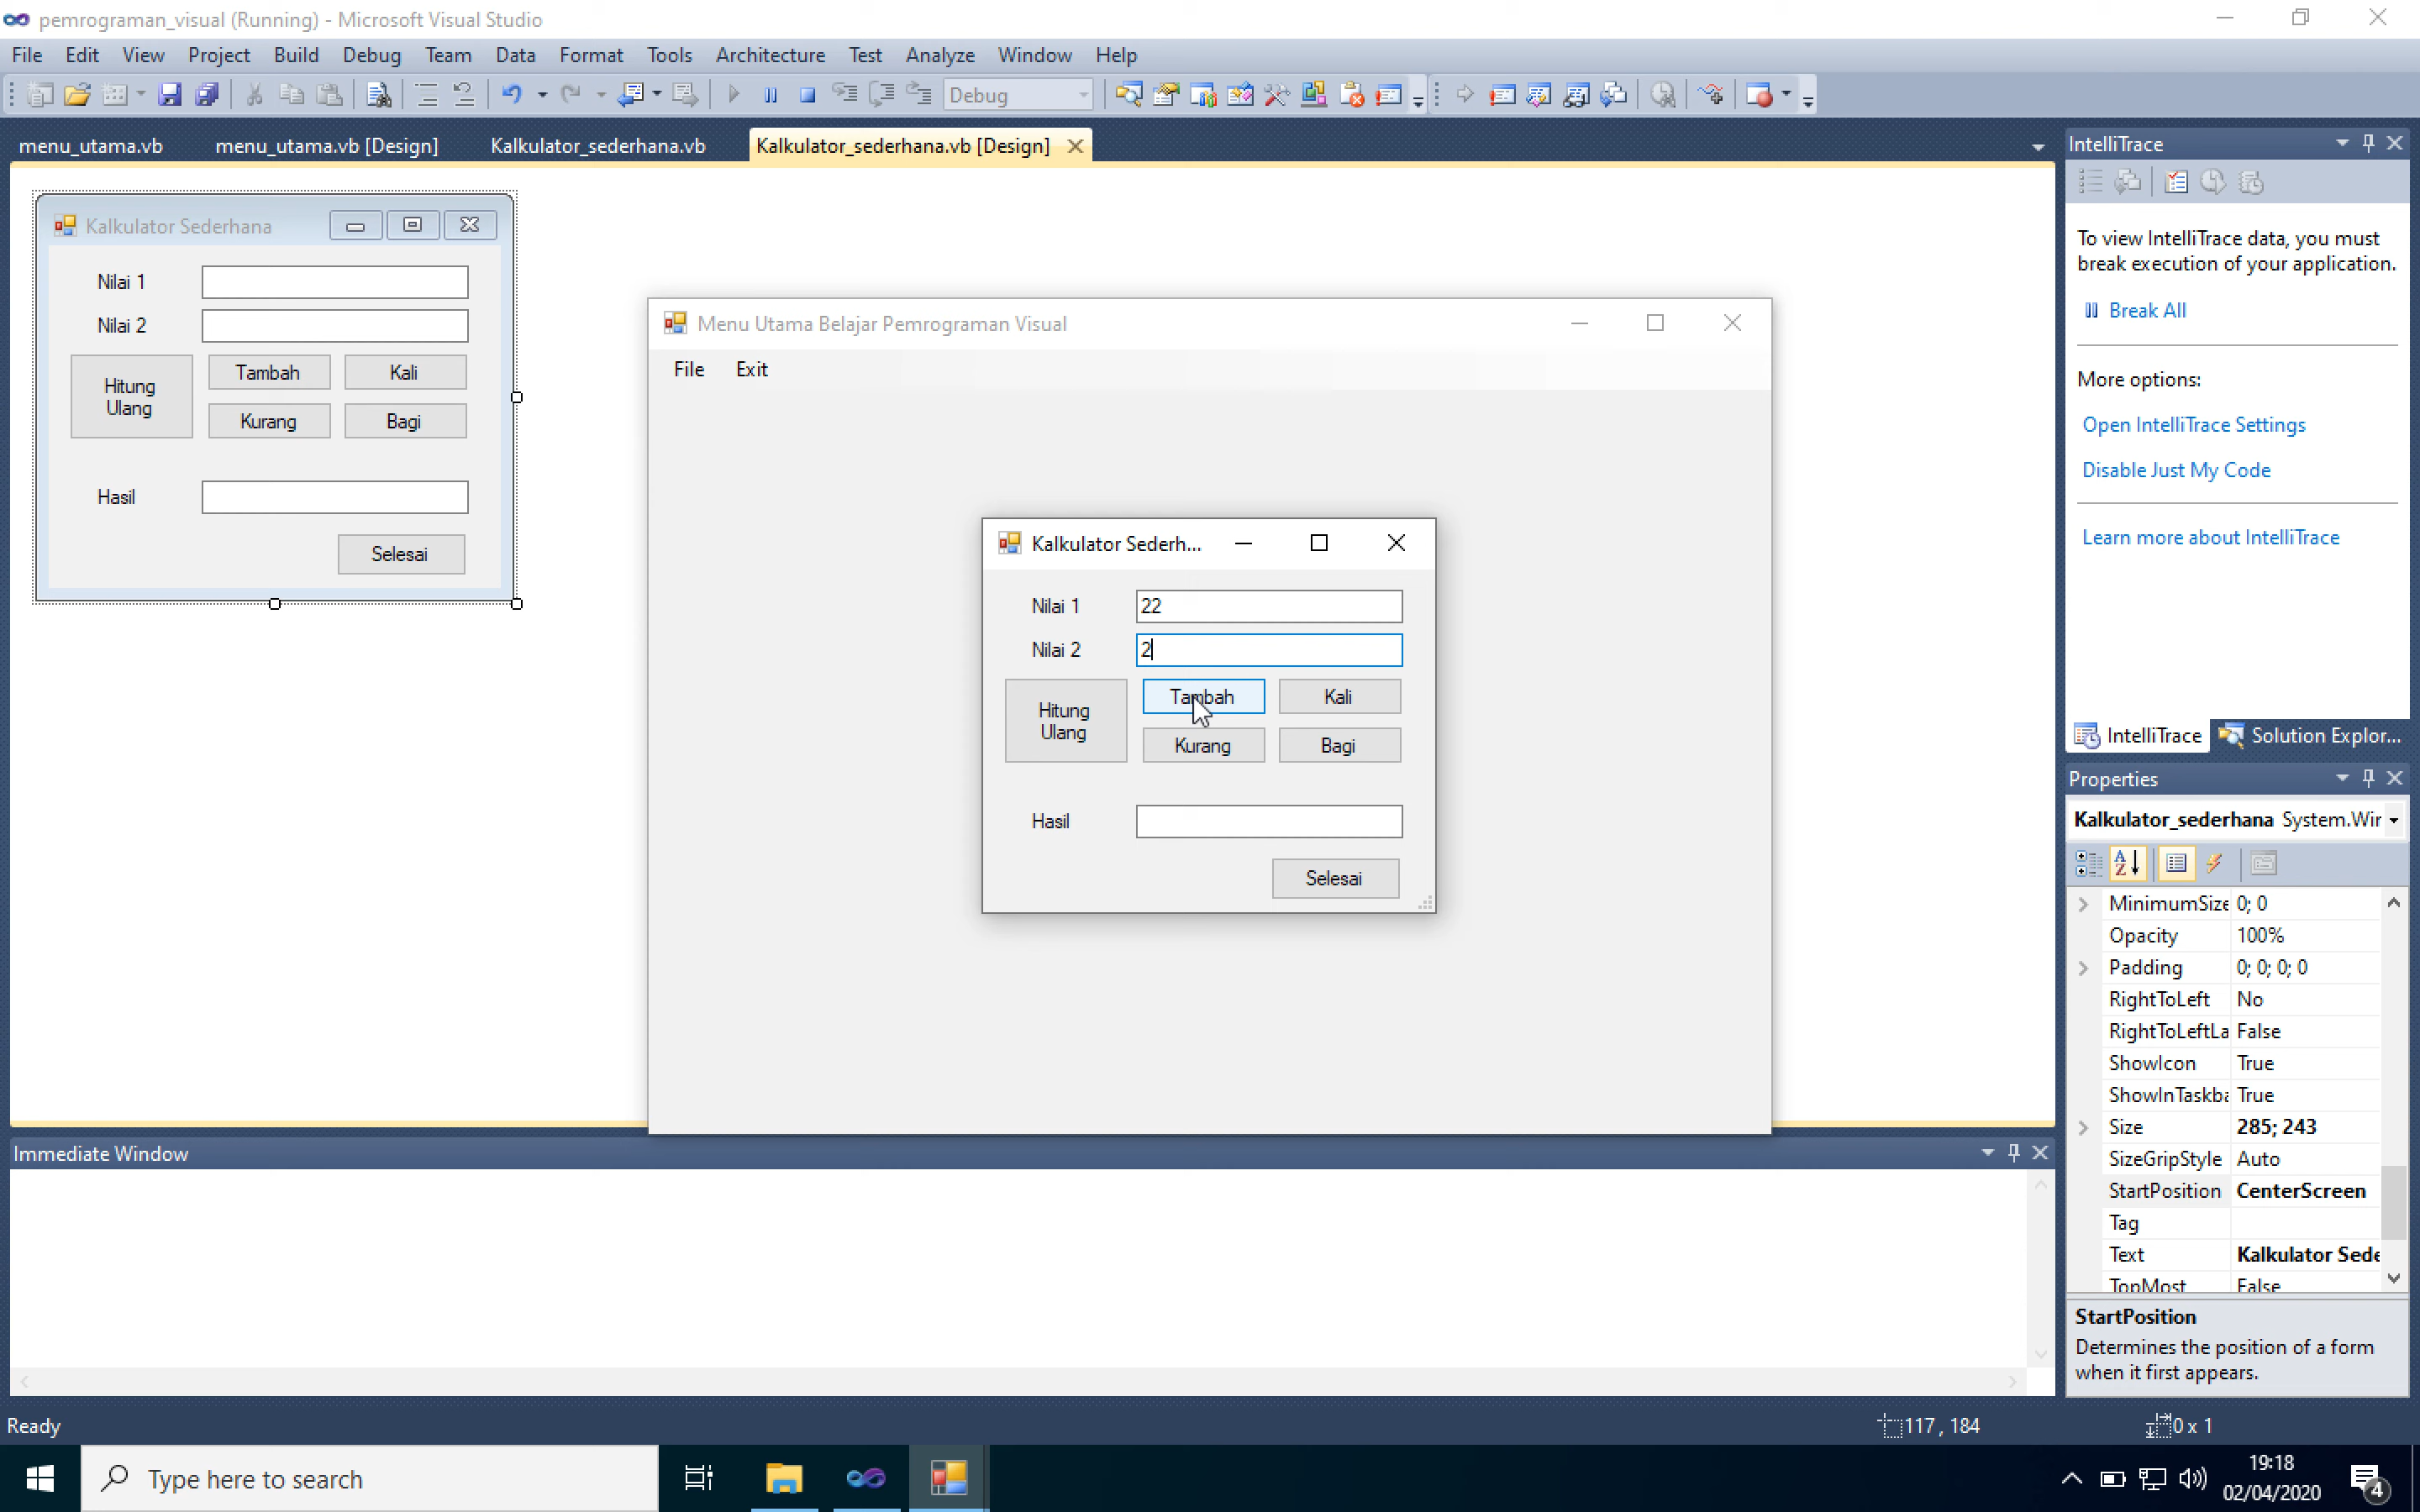 pemrograman_visual (Running) - Microsoft Visual Studio
File Edit View Project Build Debug Team Data Format Tools Architecture Test Analyze Window Help
Debug
menu_utama.vb menu_utama.vb [Design] Kalkulator_sederhana.vb Kalkulator_sederhana.vb [Design]
Kalkulator Sederhana
Nilai 1
Nilai 2
Hitung
Ulang
Tambah Kali
Kurang Bagi
Hasil
Selesai
Menu Utama Belajar Pemrograman Visual
File Exit
Kalkulator Sederh...
Nilai 1 22
Nilai 2 2
Hitung
Ulang
Tambah Kali
Kurang Bagi
Hasil
Selesai
IntelliTrace
To view IntelliTrace data, you must
break execution of your application.
Break All
More options:
Open IntelliTrace Settings
Disable Just My Code
Learn more about IntelliTrace
IntelliTrace Solution Explor...
Properties
Kalkulator_sederhana System.Wir
MinimumSize 0; 0
Opacity 100%
Padding 0; 0; 0; 0
RightToLeft No
RightToLeftLa False
ShowIcon True
ShowInTaskba True
Size 285; 243
SizeGripStyle Auto
StartPosition CenterScreen
Tag
Text Kalkulator Sede
TopMost False
StartPosition
Determines the position of a form
when it first appears.
Immediate Window
Ready
117 , 184
0 x 1
Type here to search
19:18
02/04/2020
4